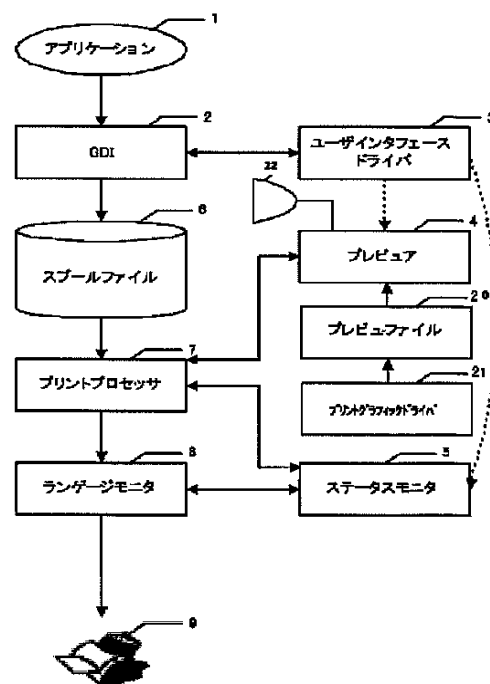 1
アプリケーション
2
GDI
3
ユーザインタフェース
ドライバ
22
6
スプールファイル
4
プレビュア
20
プレビューファイル
7
プリントプロセッサ
21
プリントグラフィックドライバ
8
ランゲージモニタ
5
ステータスモニタ
9